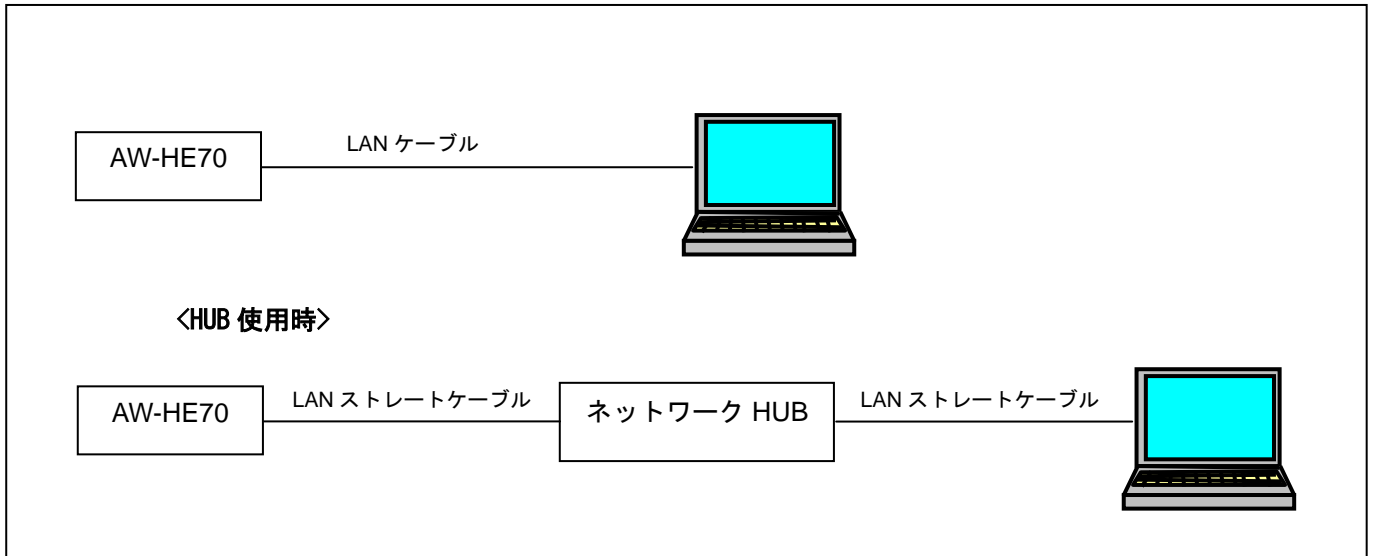 AW-HE70
LAN ケーブル
<HUB 使用時>
AW-HE70
LAN ストレートケーブル
ネットワーク HUB
LAN ストレートケーブル